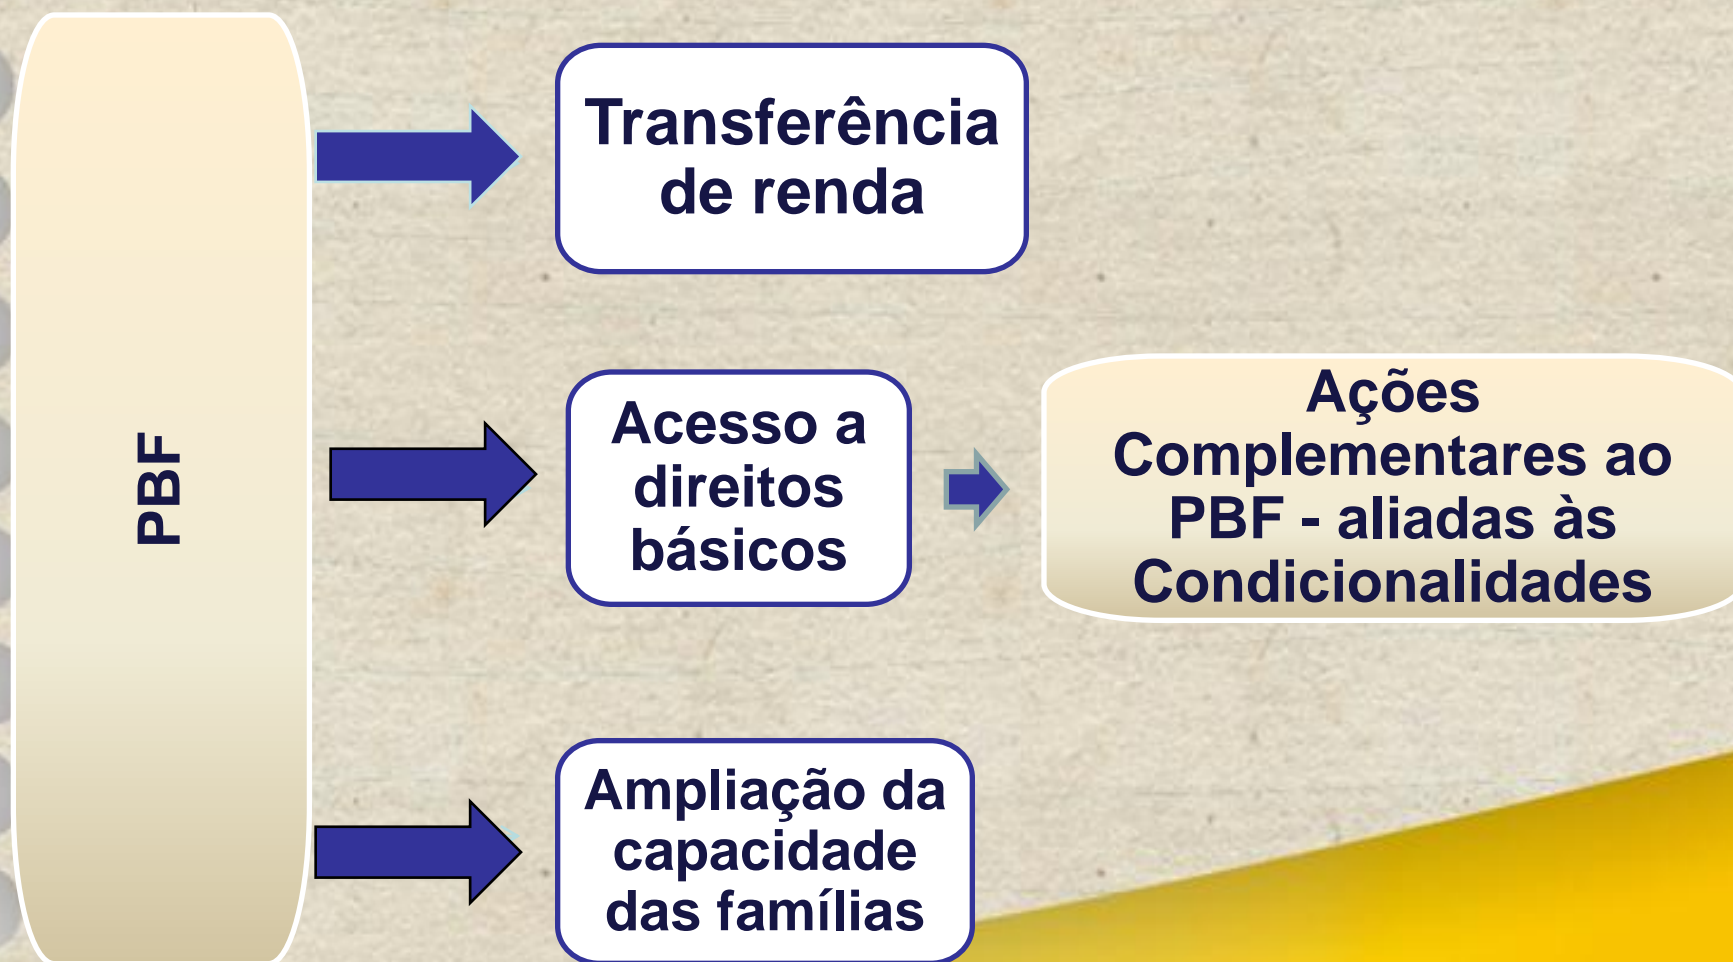 PBF
Transferência
de renda
Acesso a
direitos
básicos
Ações
Complementares ao
PBF - aliadas às
Condicionalidades
Ampliação da
capacidade
das famílias